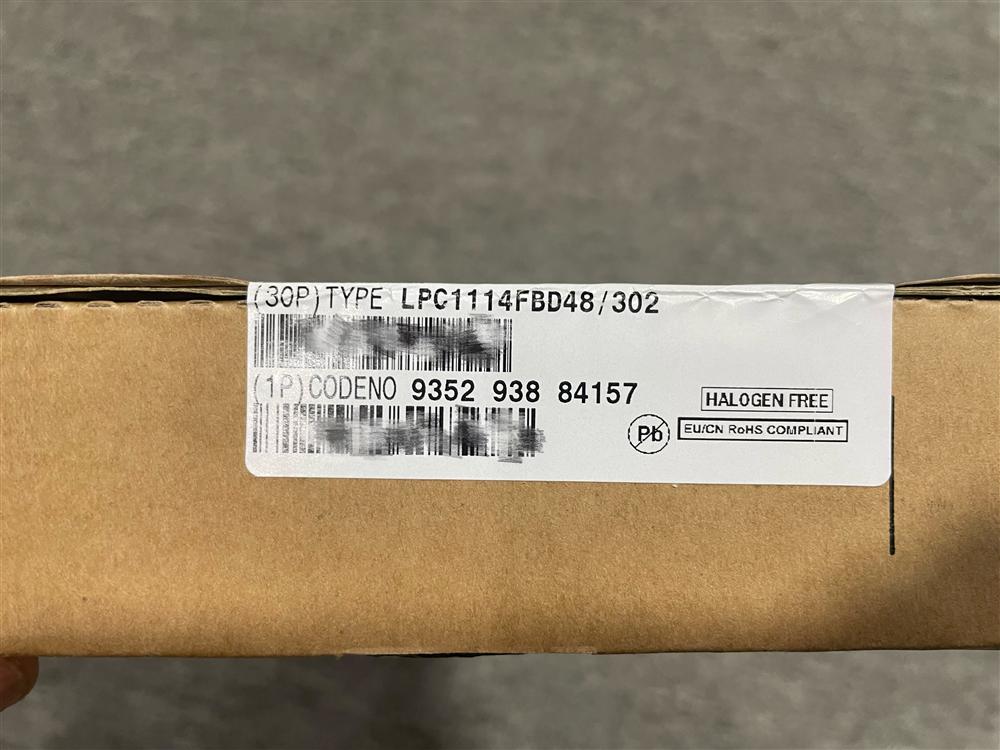 (30P)TYPE LPC1114FBD48/302
(1P)CODENO 9352 938 84157
HALOGEN FREE
Pb
EU/CN RoHS COMPLIANT